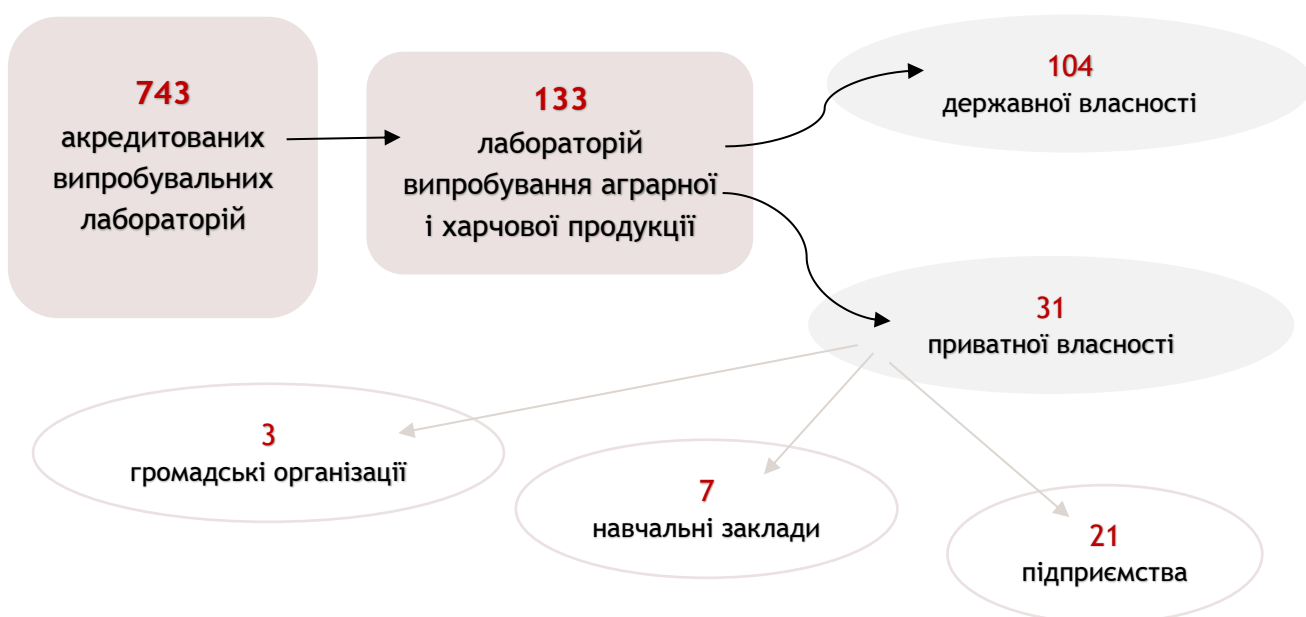 743
акредитованих
випробувальних
лабораторій
133
лабораторій
випробування аграрної
і харчової продукції
104
державної власності
31
приватної власності
3
громадські організації
7
навчальні заклади
21
підприємства